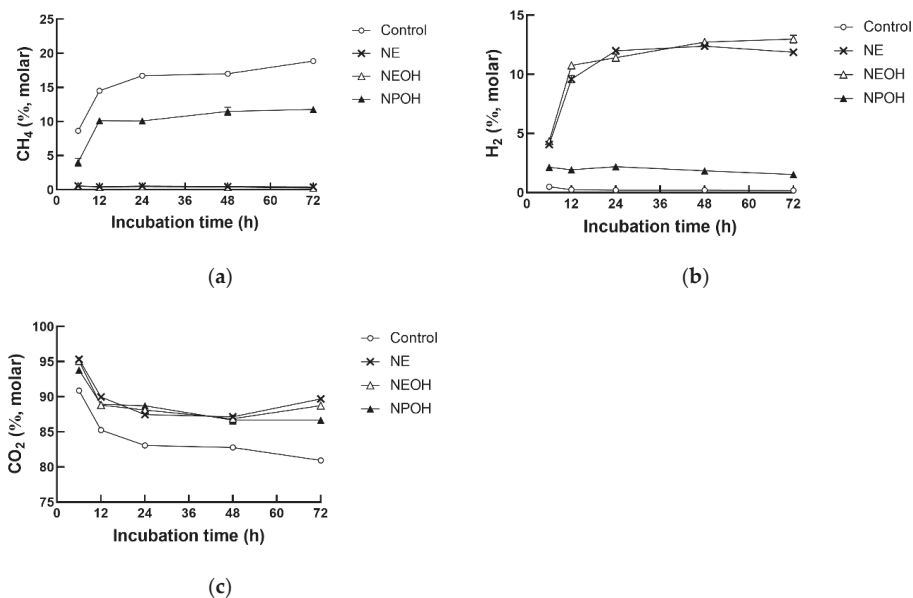 25
20
15
10
5
0
CH4 (%, molar)
0 12 24 36 48 60 72
Incubation time (h)
Control
NE
NEOH
NPOH
(a)
15
10
5
0
H2 (%, molar)
0 12 24 36 48 60 72
Incubation time (h)
Control
NE
NEOH
NPOH
(b)
100
95
90
85
80
75
CO2 (%, molar)
0 12 24 36 48 60 72
Incubation time (h)
Control
NE
NEOH
NPOH
(c)